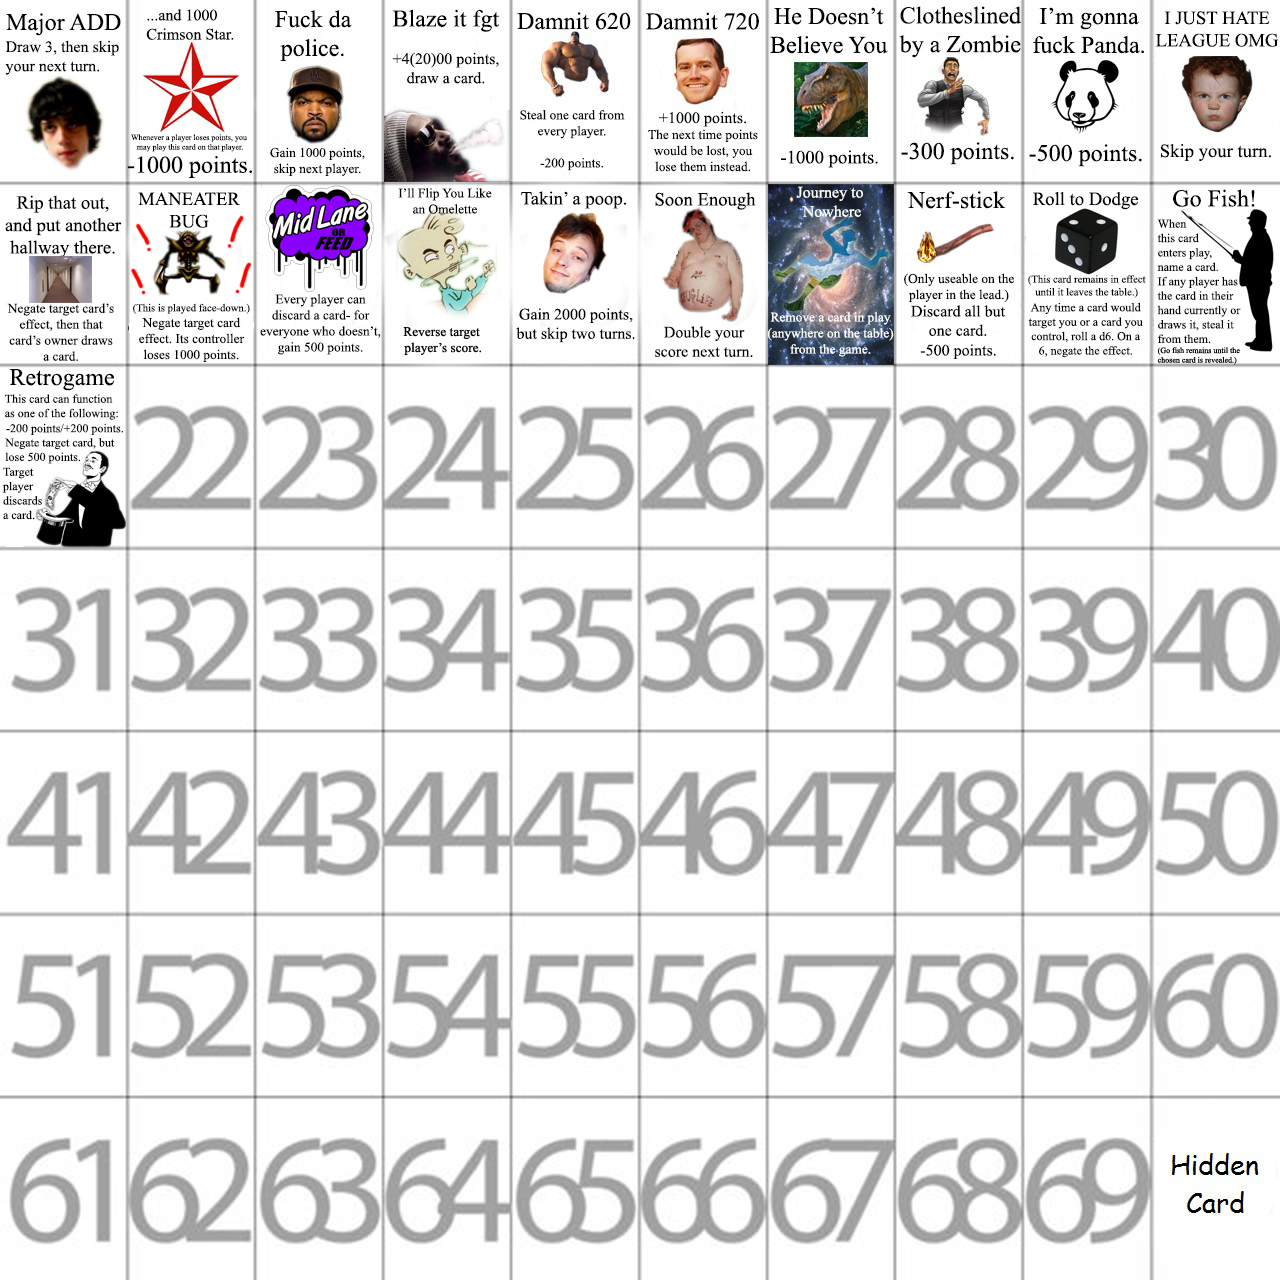 Major ADD
Draw 3, then skip
your next turn.
...and 1000
Crimson Star.
Whenever a player loses points, you
may play this card on that player.
-1000 points.
Fuck da
police.
Gain 1000 points,
skip next player.
Blaze it fgt
+4(20)00 points,
draw a card.
Damnit 620
Steal one card from
every player.
-200 points.
Damnit 720
+1000 points.
The next time points
would be lost, you
lose them instead.
He Doesn't
Believe You
-1000 points.
Clotheslined
by a Zombie
-300 points.
I'm gonna
fuck Panda.
-500 points.
I JUST HATE
LEAGUE OMG
Skip your turn.
Rip that out,
and put another
hallway there.
Negate target card's
effect, then that
card's owner draws
a card.
MANEATER
BUG
(This is played face-down.)
Negate target card
effect. Its controller
loses 1000 points.
Mid Lane
OR
FEED
Every player can
discard a card- for
everyone who doesn't,
gain 500 points.
I'll Flip You Like
an Omelette
Reverse target
player's score.
Takin' a poop.
Gain 2000 points,
but skip two turns.
Soon Enough
Double your
score next turn.
Journey to
Nowhere
Remove a card in play
(anywhere on the table)
from the game.
Nerf-stick
(Only useable on the
player in the lead.)
Discard all but
one card.
-500 points.
Roll to Dodge
(This card remains in effect
until it leaves the table.)
Any time a card would
target you or a card you
control, roll a d6. On a
6, negate the effect.
Go Fish!
When
this card
enters play,
name a card.
If any player has
the card in their
hand currently or
draws it, steal it
from them.
(Go fish remains until the
chosen card is revealed.)
Retrogame
This card can function
as one of the following:
-200 points/+200 points.
Negate target card, but
lose 500 points.
Target
player
discards
a card.
22
23
24
25
26
27
28
29
30
31
32
33
34
35
36
37
38
39
40
41
42
43
44
45
46
47
48
49
50
51
52
53
54
55
56
57
58
59
60
61
62
63
64
65
66
67
68
69
Hidden
Card